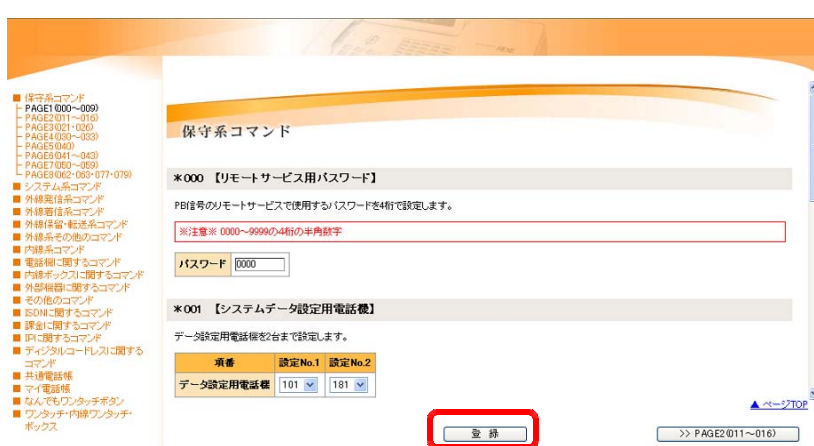 ■ 保守系コマンド
PAGE1(000～009)
PAGE2(011～016)
PAGE3(021・026)
PAGE4(030～033)
PAGE5(040)
PAGE6(041～043)
PAGE7(050～059)
PAGE8(062・063・077・079)
■ システム系コマンド
■ 外線発信系コマンド
■ 外線着信系コマンド
■ 外線保留・転送系コマンド
■ 外線系その他のコマンド
■ 内線系コマンド
■ 電話機に関するコマンド
■ 内線ボックスに関するコマンド
■ 外部機器に関するコマンド
■ その他のコマンド
■ ISDNに関するコマンド
■ 課金に関するコマンド
■ IPに関するコマンド
■ ディジタルコードレスに関する
コマンド
■ 共通電話帳
■ マイ電話帳
■ なんでもワンタッチボタン
■ ワンタッチ・内線ワンタッチ・
ボックス
保守系コマンド
＊000 【リモートサービス用パスワード】
PB信号のリモートサービスで使用するパスワードを4桁で設定します。
※注意※ 0000～9999の4桁の半角数字
パスワード 0000
＊001 【システムデータ設定用電話機】
データ設定用電話機を2台まで設定します。
項番 設定No.1 設定No.2
データ設定用電話機 101 181
▲ ページTOP
登 録
>> PAGE2(011～016)